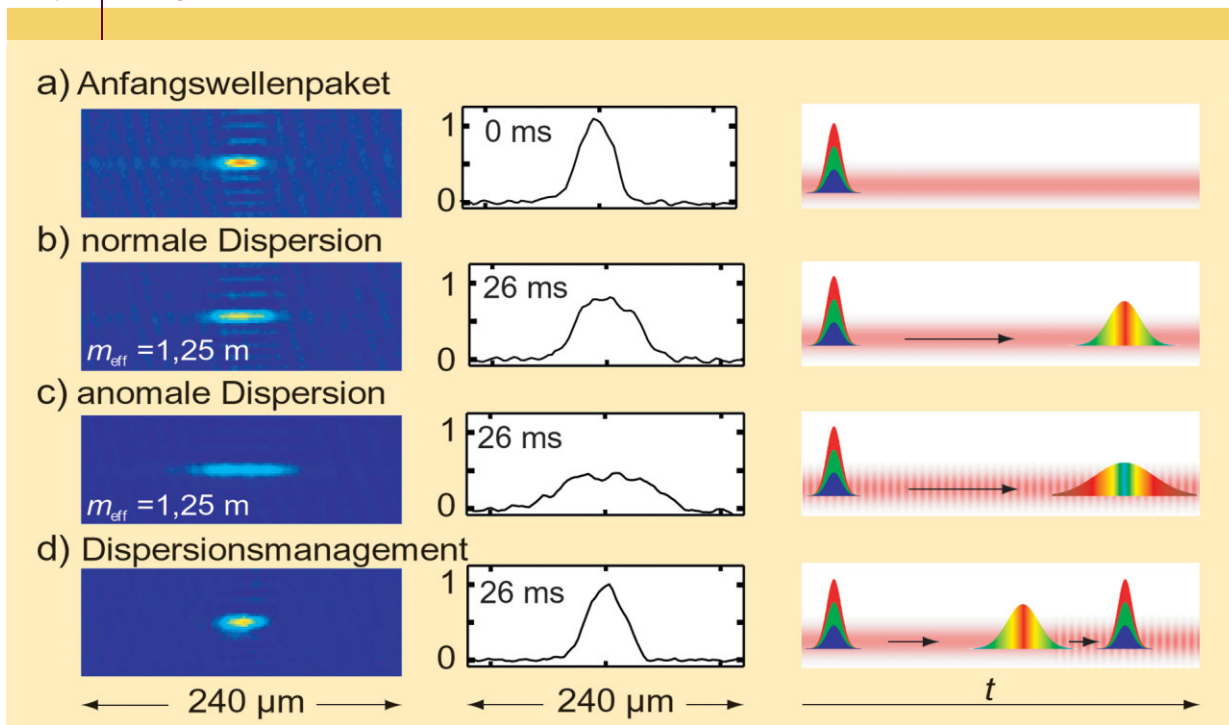 a) Anfangswellenpaket
1
0 ms
0
b) normale Dispersion
1
26 ms
m_eff =1,25 m
0
c) anomale Dispersion
1
26 ms
m_eff =1,25 m
0
d) Dispersionsmanagement
1
26 ms
0
240 µm
240 µm
t